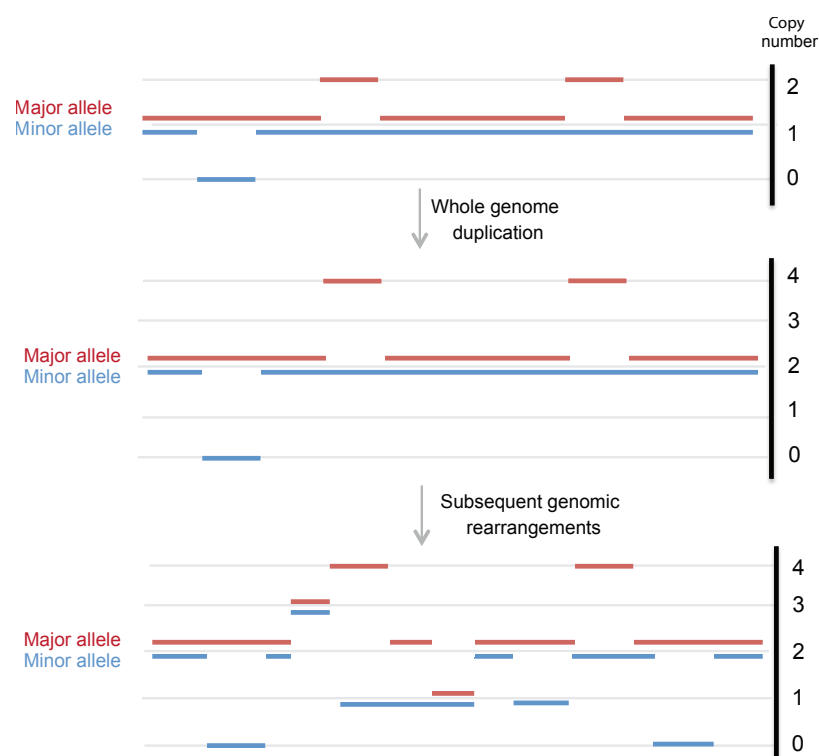 Copy
number
2
Major allele
Minor allele
1
0
Whole genome
duplication
4
3
Major allele
Minor allele
2
1
0
Subsequent genomic
rearrangements
4
3
Major allele
Minor allele
2
1
0